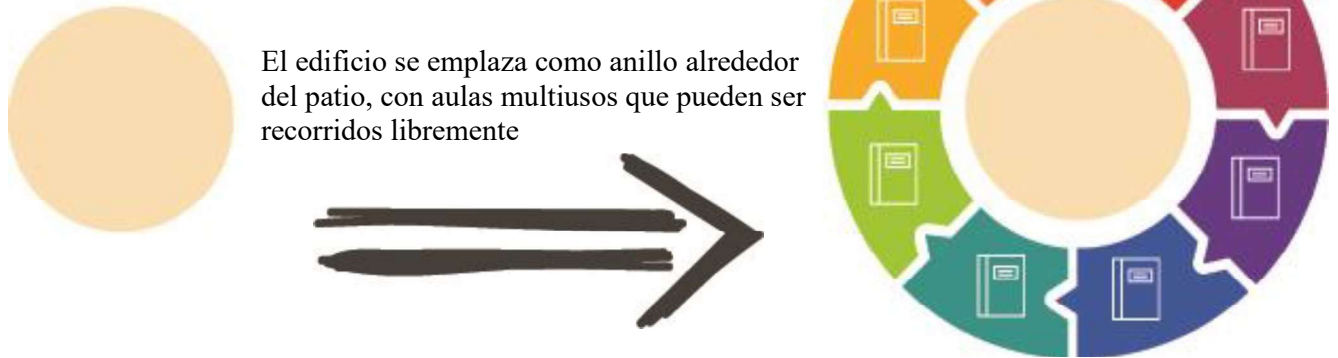 El edificio se emplaza como anillo alrededor
del patio, con aulas multiusos que pueden ser
recorridos libremente